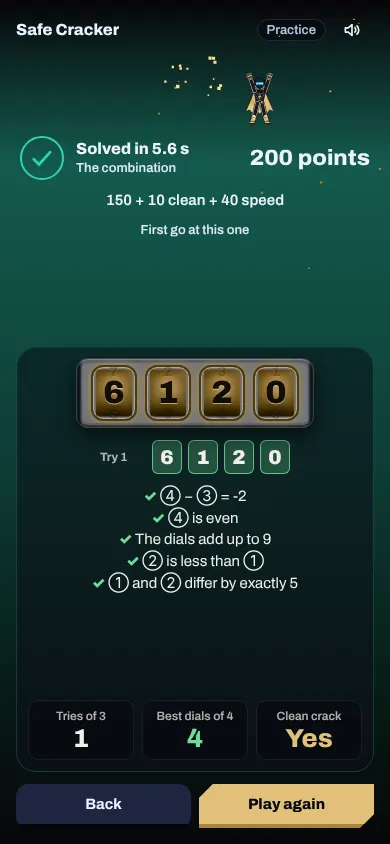 Safe Cracker
Practice
Solved in 5.6 s
The combination
200 points
150 + 10 clean + 40 speed
First go at this one
6 1 2 0
Try 1 6 1 2 0
④ – ③ = -2
④ is even
The dials add up to 9
② is less than ①
① and ② differ by exactly 5
Tries of 3
1
Best dials of 4
4
Clean crack
Yes
Back
Play again